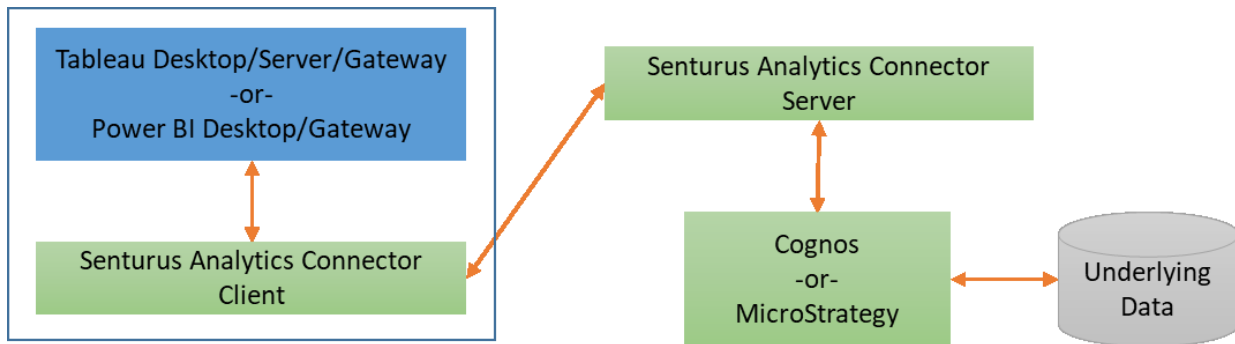 Tableau Desktop/Server/Gateway
-or-
Power BI Desktop/Gateway
Senturus Analytics Connector
Client
Senturus Analytics Connector
Server
Cognos
-or-
MicroStrategy
Underlying
Data